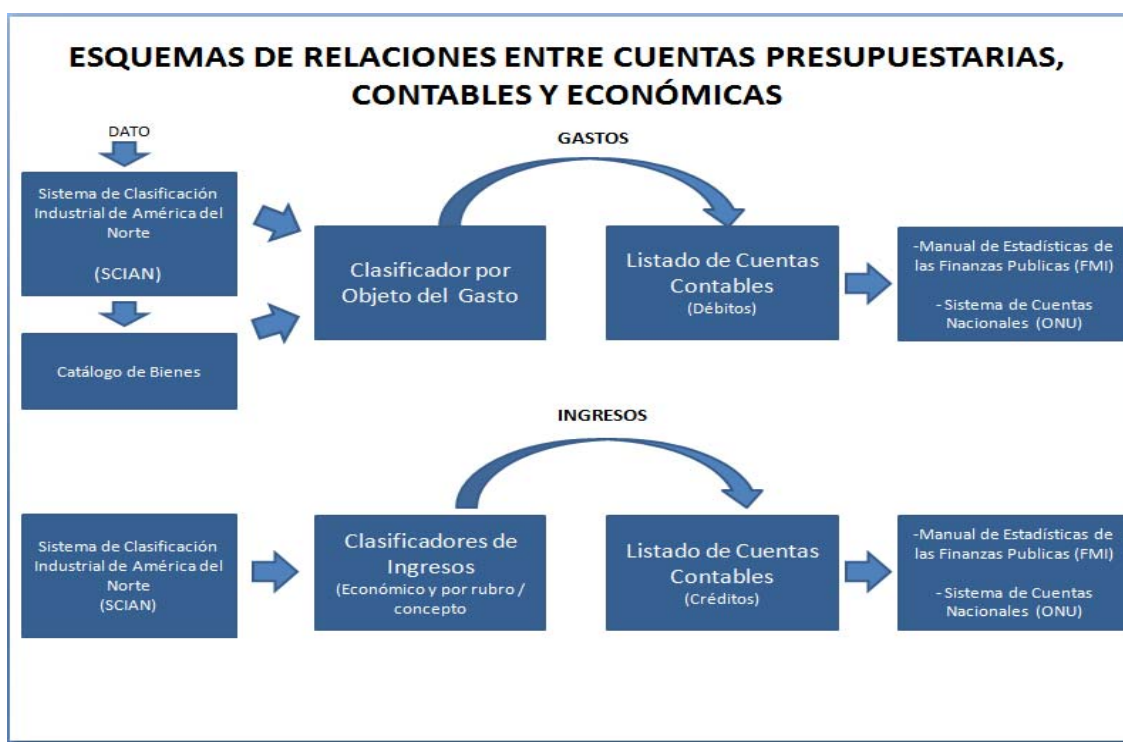 ESQUEMAS DE RELACIONES ENTRE CUENTAS PRESUPUESTARIAS,
CONTABLES Y ECONÓMICAS
DATO
GASTOS
Sistema de Clasificación
Industrial de América del
Norte
(SCIAN)
Catálogo de Bienes
Clasificador por
Objeto del Gasto
Listado de Cuentas
Contables
(Débitos)
-Manual de Estadísticas de
las Finanzas Publicas (FMI)
- Sistema de Cuentas
Nacionales (ONU)
INGRESOS
Sistema de Clasificación
Industrial de América del
Norte
(SCIAN)
Clasificadores de
Ingresos
(Económico y por rubro /
concepto
Listado de Cuentas
Contables
(Créditos)
-Manual de Estadísticas de
las Finanzas Publicas (FMI)
- Sistema de Cuentas
Nacionales (ONU)